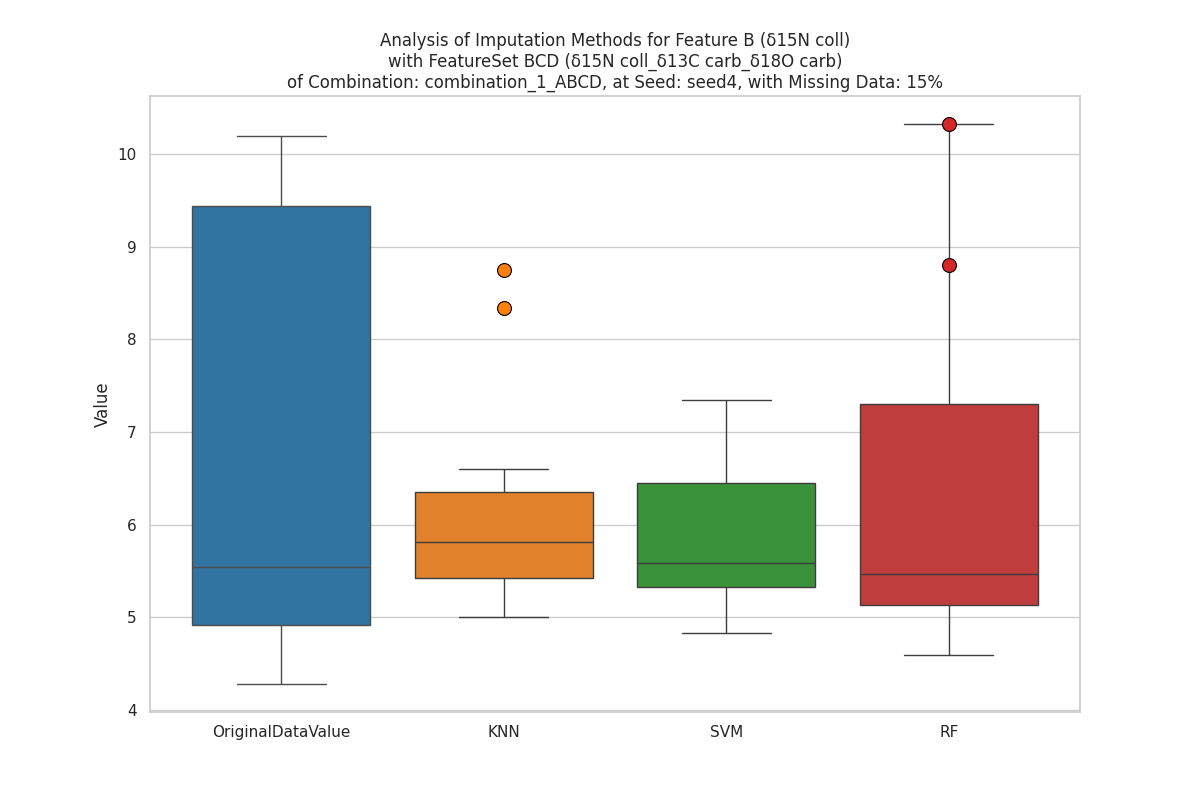 Analysis of Imputation Methods for Feature B (δ15N coll)
with FeatureSet BCD (δ15N coll_δ13C carb_δ18O carb)
of Combination: combination_1_ABCD, at Seed: seed4, with Missing Data: 15%
10
9
8
7
6
5
4
Value
OriginalDataValue
KNN
SVM
RF